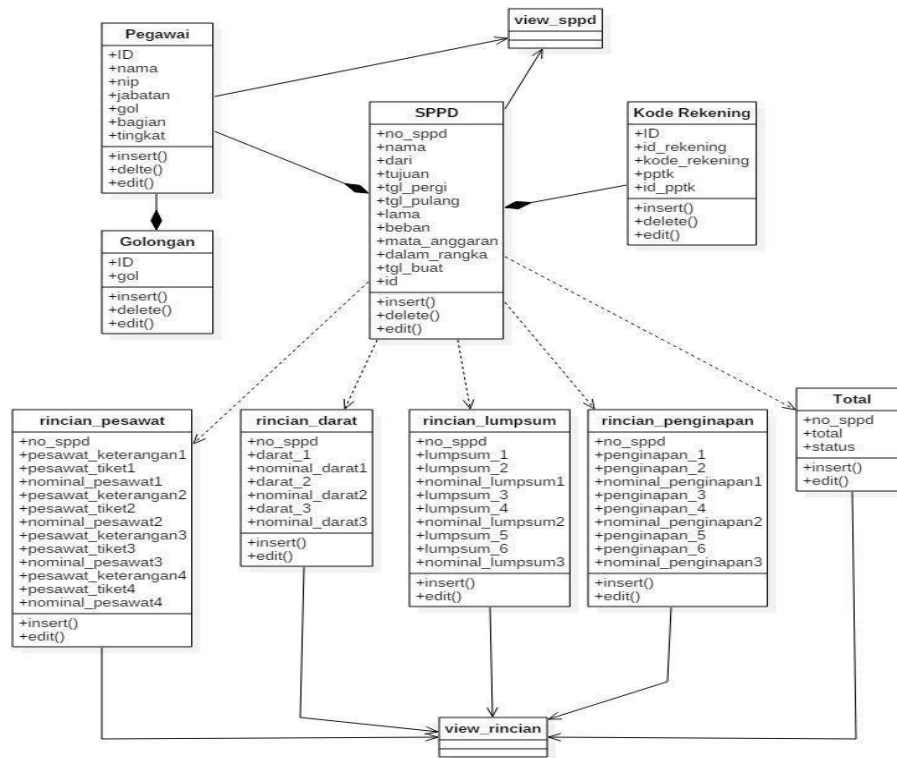 view_sppd
Pegawai
+ID
+nama
+nip
+jabatan
+gol
+bagian
+tingkat
+insert()
+delte()
+edit()
SPPD
+no_sppd
+nama
+dari
+tujuan
+tgl_pergi
+tgl_pulang
+lama
+beban
+mata_anggaran
+dalam_rangka
+tgl_buat
+id
+insert()
+delete()
+edit()
Kode Rekening
+ID
+id_rekening
+kode_rekening
+pptk
+id_pptk
+insert()
+delete()
+edit()
Golongan
+ID
+gol
+insert()
+delete()
+edit()
rincian_pesawat
+no_sppd
+pesawat_keterangan1
+pesawat_tiket1
+nominal_pesawat1
+pesawat_keterangan2
+pesawat_tiket2
+nominal_pesawat2
+pesawat_keterangan3
+pesawat_tiket3
+nominal_pesawat3
+pesawat_keterangan4
+pesawat_tiket4
+nominal_pesawat4
+insert()
+edit()
rincian_darat
+no_sppd
+darat_1
+nominal_darat1
+darat_2
+nominal_darat2
+darat_3
+nominal_darat3
+insert()
+edit()
rincian_lumpsum
+no_sppd
+lumpsum_1
+lumpsum_2
+nominal_lumpsum1
+lumpsum_3
+lumpsum_4
+nominal_lumpsum2
+lumpsum_5
+lumpsum_6
+nominal_lumpsum3
+insert()
+edit()
rincian_penginapan
+no_sppd
+penginapan_1
+penginapan_2
+nominal_penginapan1
+penginapan_3
+penginapan_4
+nominal_penginapan2
+penginapan_5
+penginapan_6
+nominal_penginapan3
+insert()
+edit()
Total
+no_sppd
+total
+status
+insert()
+edit()
view_rincian